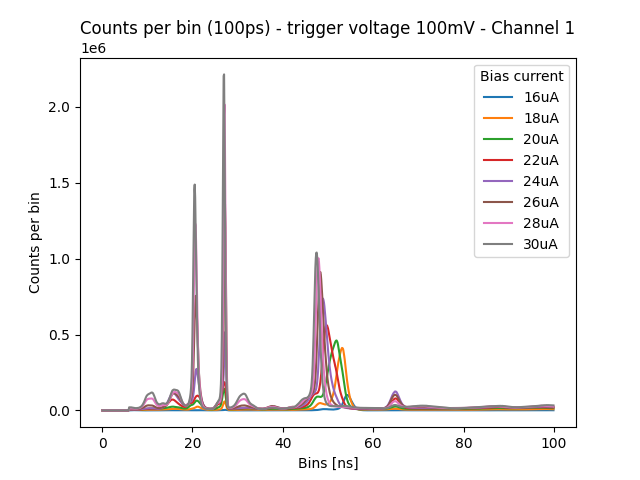 Counts per bin (100ps) - trigger voltage 100mV - Channel 1
1e6
Bias current
16uA
18uA
20uA
22uA
24uA
26uA
28uA
30uA
2.0
1.5
1.0
0.5
0.0
Counts per bin
0 20 40 60 80 100
Bins [ns]